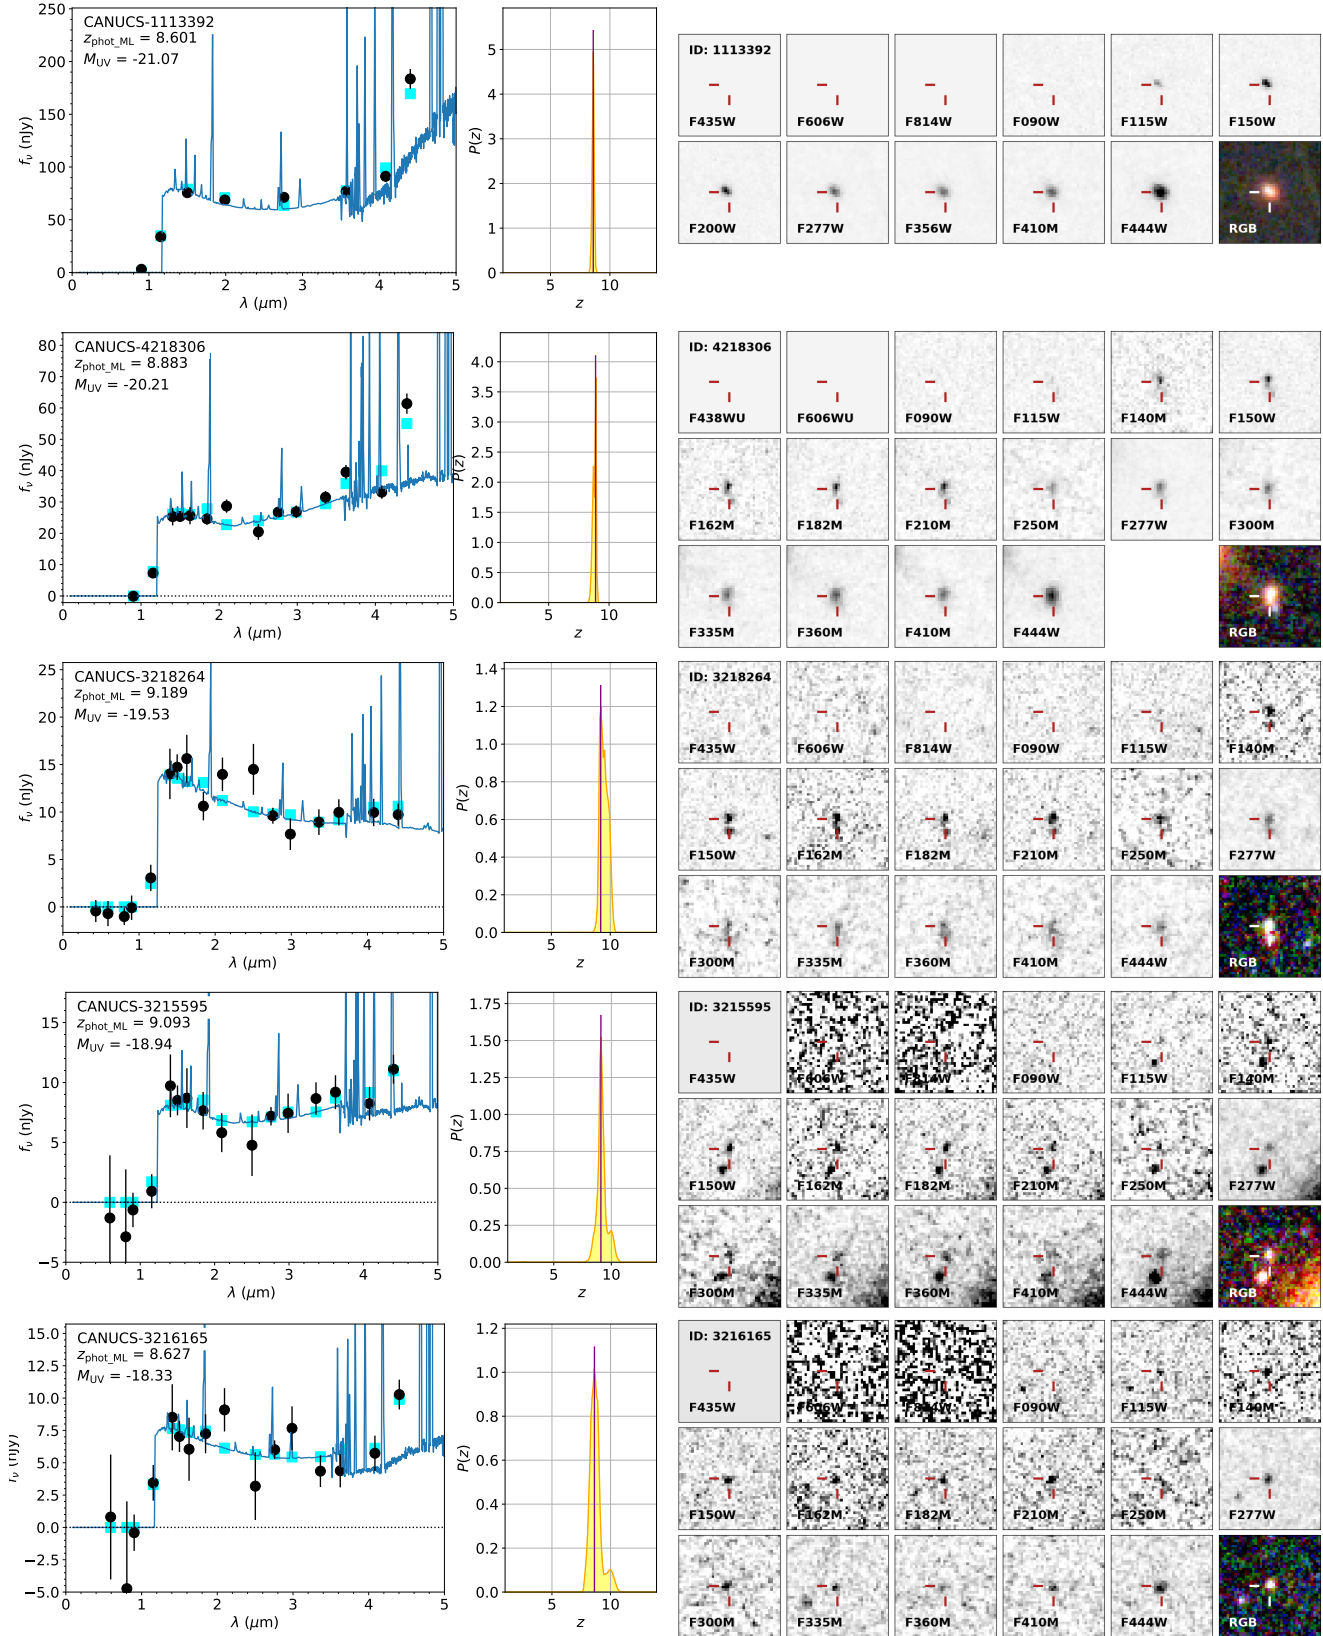 CANUCS-1113392
z_phot_ML = 8.601
M_UV = -21.07
250
200
150
100
50
0
f_ν (nJy)
0 1 2 3 4 5
λ (μm)
5
4
3
2
1
0
P(z)
0 5 10
z
ID: 1113392
F435W F606W F814W F090W F115W F150W
F200W F277W F356W F410M F444W RGB
CANUCS-4218306
z_phot_ML = 8.883
M_UV = -20.21
80
70
60
50
40
30
20
10
0
f_ν (nJy)
0 1 2 3 4 5
λ (μm)
4.0
3.5
3.0
2.5
2.0
1.5
1.0
0.5
0.0
P(z)
5 10
z
ID: 4218306
F438WU F606WU F090W F115W F140M F150W
F162M F182M F210M F250M F277W F300M
F335M F360M F410M F444W RGB
CANUCS-3218264
z_phot_ML = 9.189
M_UV = -19.53
25
20
15
10
5
0
f_ν (nJy)
0 1 2 3 4 5
λ (μm)
1.4
1.2
1.0
0.8
0.6
0.4
0.2
0.0
P(z)
5 10
z
ID: 3218264
F435W F606W F814W F090W F115W F140M
F150W F162M F182M F210M F250M F277W
F300M F335M F360M F410M F444W RGB
CANUCS-3215595
z_phot_ML = 9.093
M_UV = -18.94
15
10
5
0
−5
f_ν (nJy)
0 1 2 3 4 5
λ (μm)
1.75
1.50
1.25
1.00
0.75
0.50
0.25
0.00
P(z)
5 10
z
ID: 3215595
F435W F606W F814W F090W F115W F140M
F150W F162M F182M F210M F250M F277W
F300M F335M F360M F410M F444W RGB
CANUCS-3216165
z_phot_ML = 8.627
M_UV = -18.33
15.0
12.5
10.0
7.5
5.0
2.5
0.0
−2.5
−5.0
f_ν (nJy)
0 1 2 3 4 5
λ (μm)
1.2
1.0
0.8
0.6
0.4
0.2
0.0
P(z)
5 10
z
ID: 3216165
F435W F606W F814W F090W F115W F140M
F150W F162M F182M F210M F250M F277W
F300M F335M F360M F410M F444W RGB